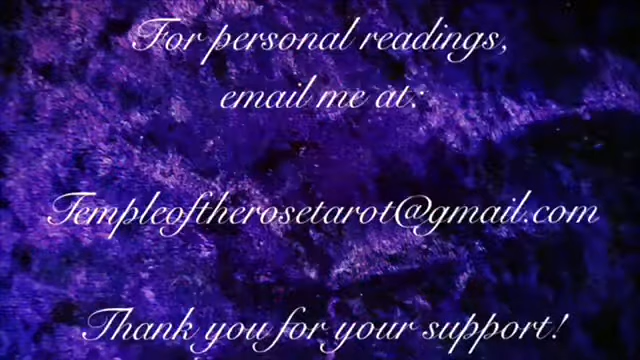 For personal readings,
email me at:
Templeoftherosetarot@gmail.com
Thank you for your support!